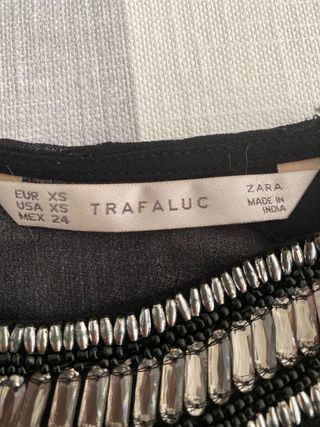 EUR XS
USA XS
MEX 24
TRAFALUC
ZARA
MADE IN
INDIA